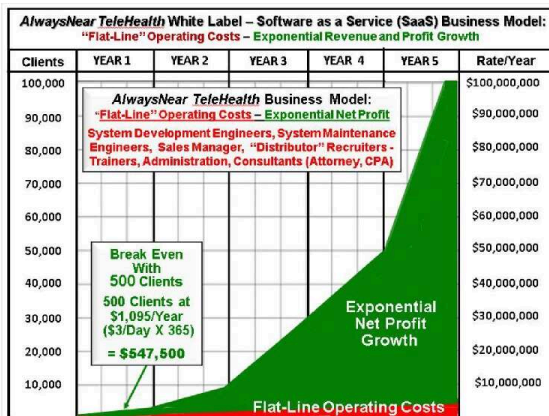 AlwaysNear TeleHealth White Label – Software as a Service (SaaS) Business Model:
"Flat-Line" Operating Costs – Exponential Revenue and Profit Growth
Clients YEAR 1 YEAR 2 YEAR 3 YEAR 4 YEAR 5 Rate/Year
100,000 $100,000,000
AlwaysNear TeleHealth Business Model:
"Flat-Line" Operating Costs – Exponential Net Profit
90,000 $90,000,000
System Development Engineers, System Maintenance
Engineers, Sales Manager, "Distributor" Recruiters -
Trainers, Administration, Consultants (Attorney, CPA)
80,000 $80,000,000
70,000 $70,000,000
60,000 $60,000,000
50,000 $50,000,000
Break Even
With
500 Clients
40,000 $40,000,000
500 Clients at
$1,095/Year
($3/Day X 365)
30,000 $30,000,000
= $547,500
Exponential
Net Profit
Growth
20,000 $20,000,000
10,000 $10,000,000
Flat-Line Operating Costs